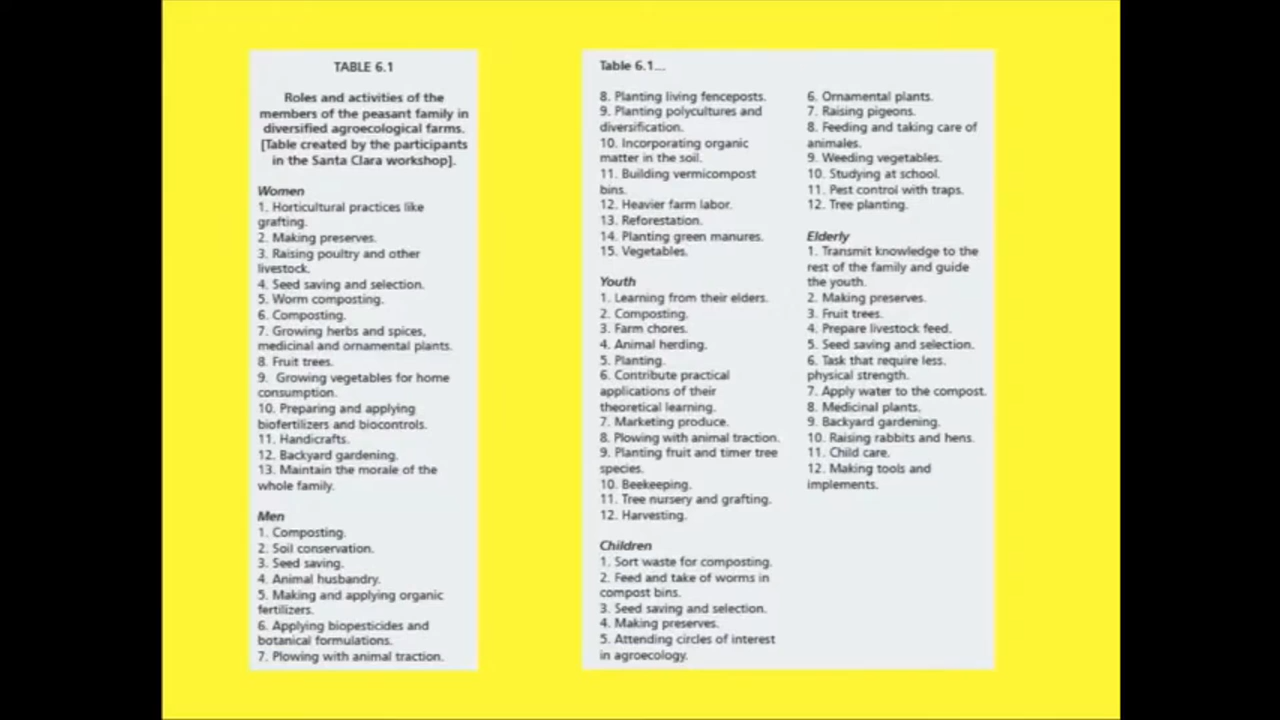 TABLE 6.1
Roles and activities of the
members of the peasant family in
diversified agroecological farms.
[Table created by the participants
in the Santa Clara workshop].
Women
1. Horticultural practices like
grafting.
2. Making preserves.
3. Raising poultry and other
livestock.
4. Seed saving and selection.
5. Worm composting.
6. Composting.
7. Growing herbs and spices,
medicinal and ornamental plants.
8. Fruit trees.
9. Growing vegetables for home
consumption.
10. Preparing and applying
biofertilizers and biocontrols.
11. Handicrafts.
12. Backyard gardening.
13. Maintain the morale of the
whole family.
Men
1. Composting.
2. Soil conservation.
3. Seed saving.
4. Animal husbandry.
5. Making and applying organic
fertilizers.
6. Applying biopesticides and
botanical formulations.
7. Plowing with animal traction.
Table 6.1...
8. Planting living fenceposts.
9. Planting polycultures and
diversification.
10. Incorporating organic
matter in the soil.
11. Building vermicompost
bins.
12. Heavier farm labor.
13. Reforestation.
14. Planting green manures.
15. Vegetables.
Youth
1. Learning from their elders.
2. Composting.
3. Farm chores.
4. Animal herding.
5. Planting.
6. Contribute practical
applications of their
theoretical learning.
7. Marketing produce.
8. Plowing with animal traction.
9. Planting fruit and timer tree
species.
10. Beekeeping.
11. Tree nursery and grafting.
12. Harvesting.
Children
1. Sort waste for composting.
2. Feed and take of worms in
compost bins.
3. Seed saving and selection.
4. Making preserves.
5. Attending circles of interest
in agroecology.
6. Ornamental plants.
7. Raising pigeons.
8. Feeding and taking care of
animales.
9. Weeding vegetables.
10. Studying at school.
11. Pest control with traps.
12. Tree planting.
Elderly
1. Transmit knowledge to the
rest of the family and guide
the youth.
2. Making preserves.
3. Fruit trees.
4. Prepare livestock feed.
5. Seed saving and selection.
6. Task that require less.
physical strength.
7. Apply water to the compost.
8. Medicinal plants.
9. Backyard gardening.
10. Raising rabbits and hens.
11. Child care.
12. Making tools and
implements.